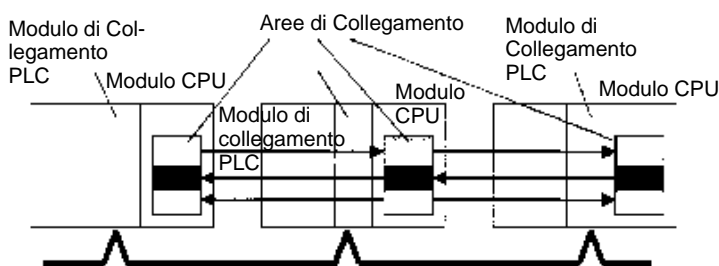 Modulo di Col-
legamento
PLC
Modulo CPU
Aree di Collegamento
Modulo di
collegamento
PLC
Modulo
CPU
Modulo di
Collegamento
PLC
Modulo CPU